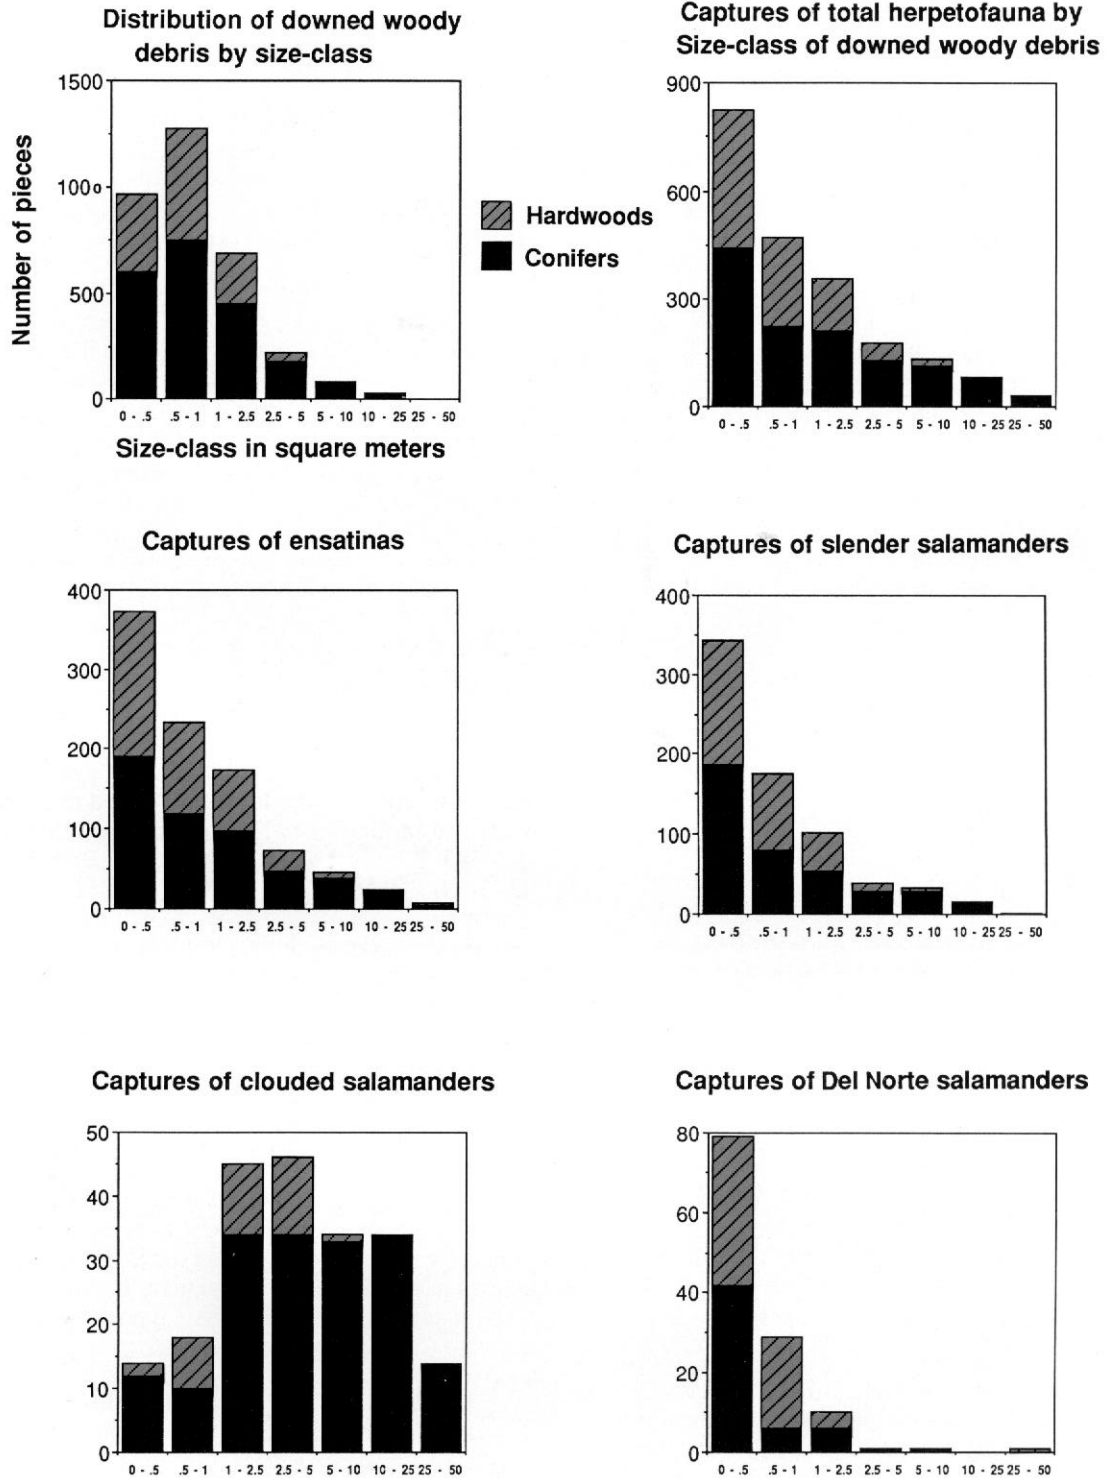 Distribution of downed woody
debris by size-class
1500
100o
500
0
Number of pieces
0 - .5 .5 - 1 1 - 2.5 2.5 - 5 5 - 10 10 - 25 25 - 50
Size-class in square meters
Hardwoods
Conifers
Captures of total herpetofauna by
Size-class of downed woody debris
900
600
300
0
0 - .5 .5 - 1 1 - 2.5 2.5 - 5 5 - 10 10 - 25 25 - 50
Captures of ensatinas
400
300
200
100
0
0 - .5 .5 - 1 1 - 2.5 2.5 - 5 5 - 10 10 - 25 25 - 50
Captures of slender salamanders
400
300
200
100
0
0 - .5 .5 - 1 1 - 2.5 2.5 - 5 5 - 10 10 - 25 25 - 50
Captures of clouded salamanders
50
40
30
20
10
0
0 - .5 .5 - 1 1 - 2.5 2.5 - 5 5 - 10 10 - 25 25 - 50
Captures of Del Norte salamanders
80
60
40
20
0
0 - .5 .5 - 1 1 - 2.5 2.5 - 5 5 - 10 10 - 25 25 - 50